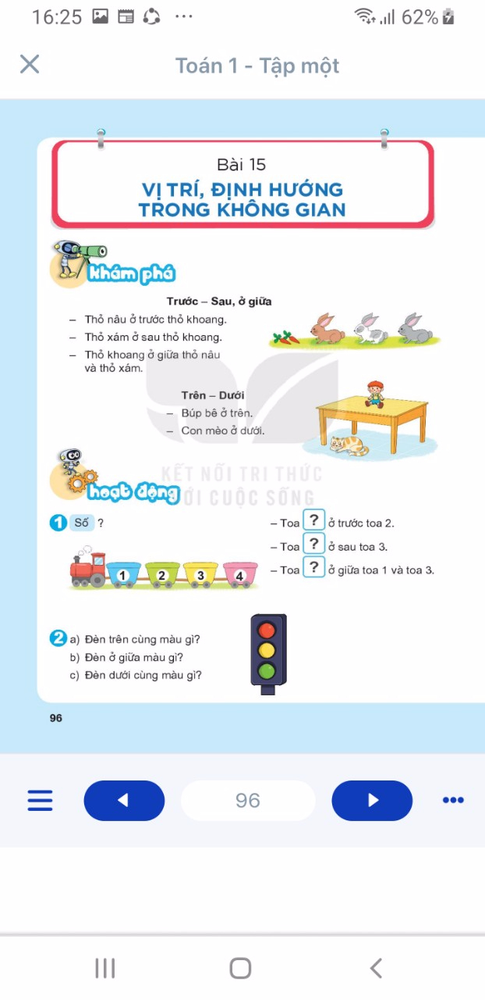 16:25 62%
Toán 1 - Tập một
Bài 15
VỊ TRÍ, ĐỊNH HƯỚNG
TRONG KHÔNG GIAN
khám phá
Trước – Sau, ở giữa
– Thỏ nâu ở trước thỏ khoang.
– Thỏ xám ở sau thỏ khoang.
– Thỏ khoang ở giữa thỏ nâu
và thỏ xám.
Trên – Dưới
– Búp bê ở trên.
– Con mèo ở dưới.
KẾT NỐI TRI THỨC
VỚI CUỘC SỐNG
hoạt động
1 Số ?
– Toa ? ở trước toa 2.
– Toa ? ở sau toa 3.
– Toa ? ở giữa toa 1 và toa 3.
1 2 3 4
2 a) Đèn trên cùng màu gì?
b) Đèn ở giữa màu gì?
c) Đèn dưới cùng màu gì?
96
96